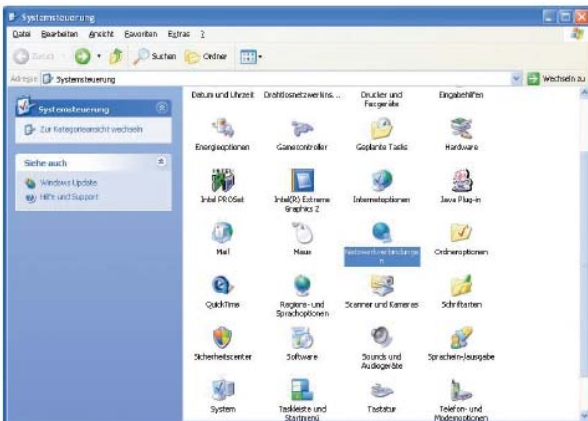 Systemsteuerung
Datei Bearbeiten Ansicht Favoriten Extras ?
Zurück Suchen Ordner
Adresse Systemsteuerung Wechseln zu
Systemsteuerung
Zur Kategorieansicht wechseln
Siehe auch
Windows Update
Hilfe und Support
Datum und Uhrzeit Drahtlosnetzwerkins... Drucker und Faxgeräte Eingabehilfen
Energieoptionen Gamecontroller Geplante Tasks Hardware
Intel PROSet Intel(R) Extreme Graphics 2 Internetoptionen Java Plug-in
Mail Maus Netzwerkverbindungen Ordneroptionen
QuickTime Regions- und Sprachoptionen Scanner und Kameras Schriftarten
Sicherheitscenter Software Sounds und Audiogeräte Sprachein-/ausgabe
System Taskleiste und Startmenü Tastatur Telefon- und Modemoptionen